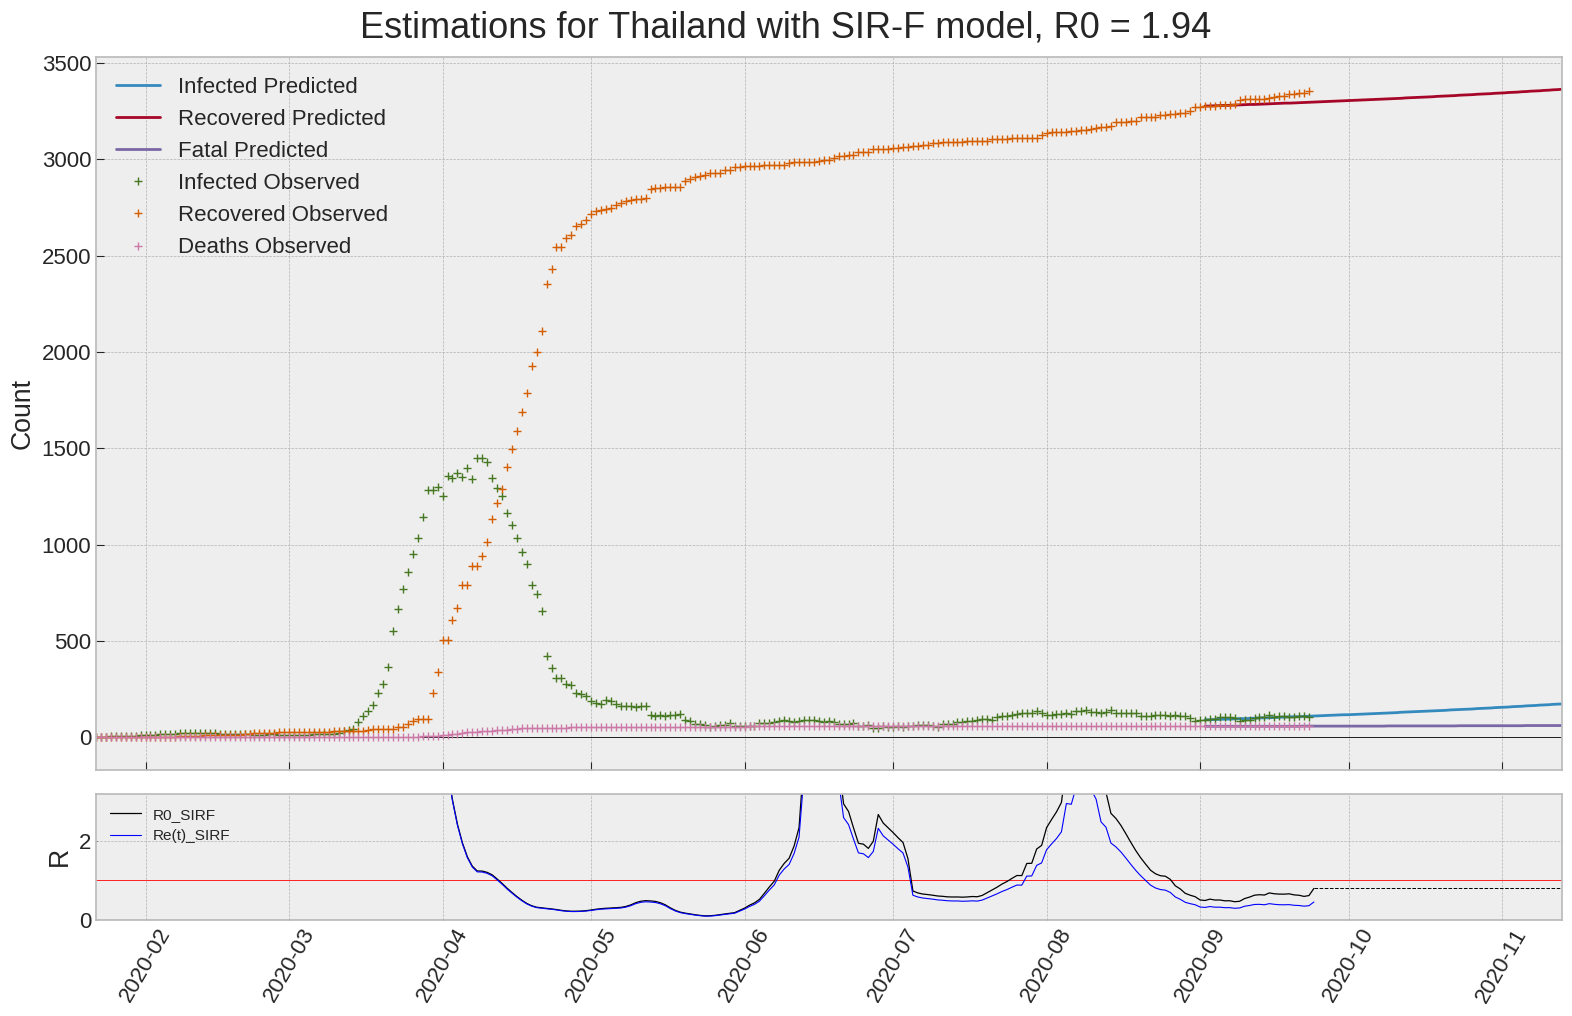 Estimations for Thailand with SIR-F model, R0 = 1.94
3500
3000
2500
2000
1500
1000
500
0
Count
Infected Predicted
Recovered Predicted
Fatal Predicted
Infected Observed
Recovered Observed
Deaths Observed
R0_SIRF
Re(t)_SIRF
2
0
R
2020-02
2020-03
2020-04
2020-05
2020-06
2020-07
2020-08
2020-09
2020-10
2020-11